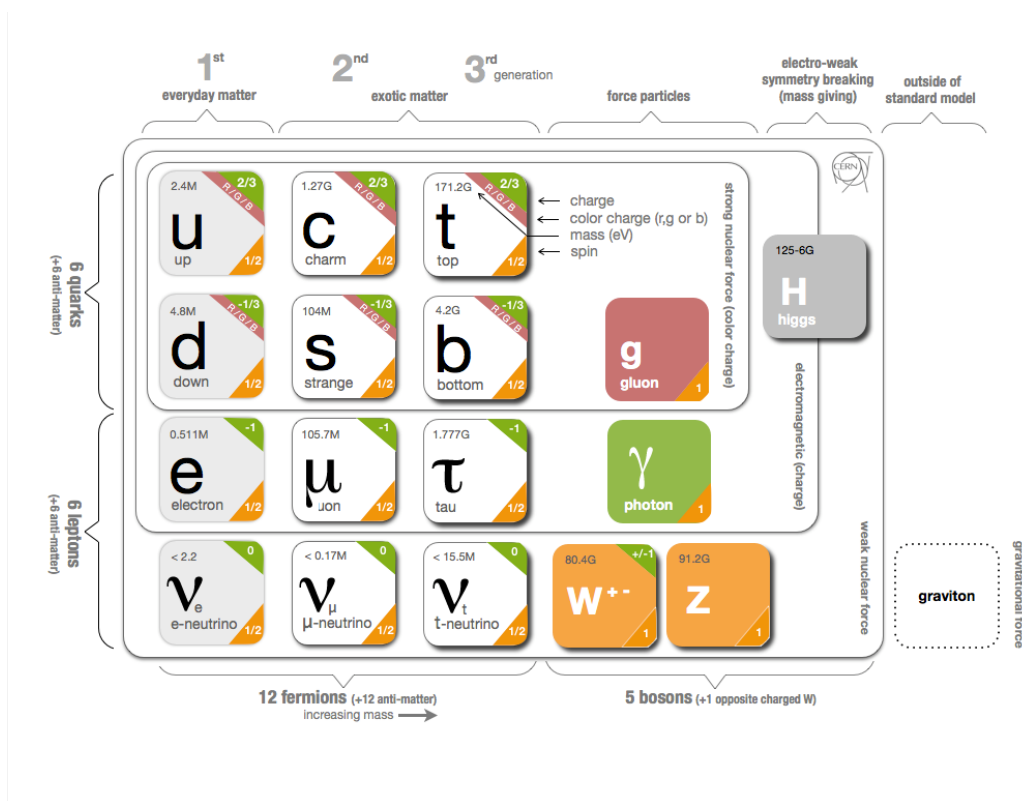 1st
2nd
3rd generation
everyday matter
exotic matter
force particles
electro-weak
symmetry breaking
(mass giving)
outside of
standard model
6 quarks
(+6 anti-matter)
6 leptons
(+6 anti-matter)
2.4M
2/3
R/G/B
u
up
1/2
1.27G
2/3
R/G/B
c
charm
1/2
171.2G
2/3
R/G/B
t
top
1/2
charge
color charge (r,g or b)
mass (eV)
spin
strong nuclear force (color charge)
CERN
125-6G
H
higgs
4.8M
-1/3
R/G/B
d
down
1/2
104M
-1/3
R/G/B
s
strange
1/2
4.2G
-1/3
R/G/B
b
bottom
1/2
g
gluon
1
electromagnetic (charge)
0.511M
-1
e
electron
1/2
105.7M
-1
μ
uon
1/2
1.777G
-1
τ
tau
1/2
γ
photon
1
weak nuclear force
< 2.2
0
νe
e-neutrino
1/2
< 0.17M
0
νμ
μ-neutrino
1/2
< 15.5M
0
νt
t-neutrino
1/2
80.4G
+/-1
W+-
1
91.2G
Z
1
graviton
gravitational force
12 fermions (+12 anti-matter)
increasing mass
5 bosons (+1 opposite charged W)